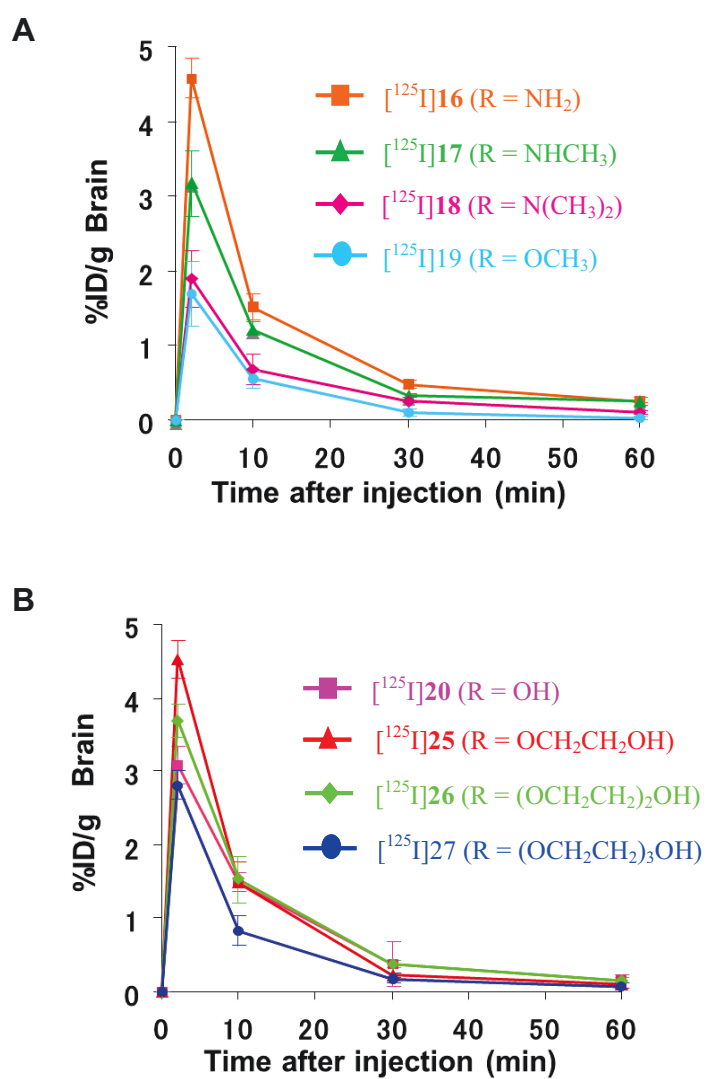 A
5
4
3
2
1
0
%ID/g Brain
[¹²⁵I]16 (R = NH₂)
[¹²⁵I]17 (R = NHCH₃)
[¹²⁵I]18 (R = N(CH₃)₂)
[¹²⁵I]19 (R = OCH₃)
0 10 20 30 40 50 60
Time after injection (min)
B
5
4
3
2
1
0
%ID/g Brain
[¹²⁵I]20 (R = OH)
[¹²⁵I]25 (R = OCH₂CH₂OH)
[¹²⁵I]26 (R = (OCH₂CH₂)₂OH)
[¹²⁵I]27 (R = (OCH₂CH₂)₃OH)
0 10 20 30 40 50 60
Time after injection (min)